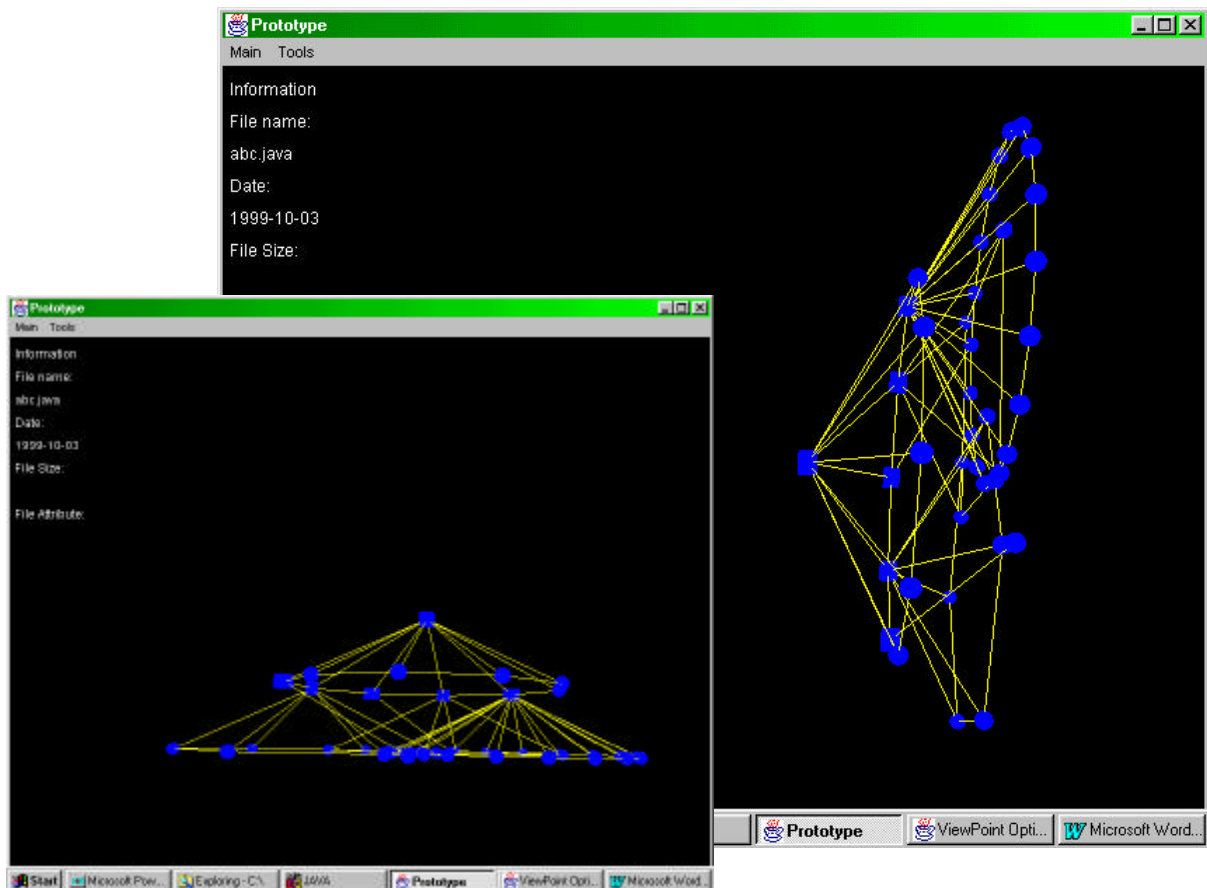 Prototype
Main Tools
Information
File name:
abc.java
Date:
1999-10-03
File Size:
Prototype
ViewPoint Opti...
Microsoft Word...
Prototype
Main Tools
Information
File name:
abc.java
Date:
1999-10-03
File Size:
File Attribute:
Start
Microsoft Pow...
Exploring - C:\
JAVA
Prototype
ViewPoint Opti...
Microsoft Word...